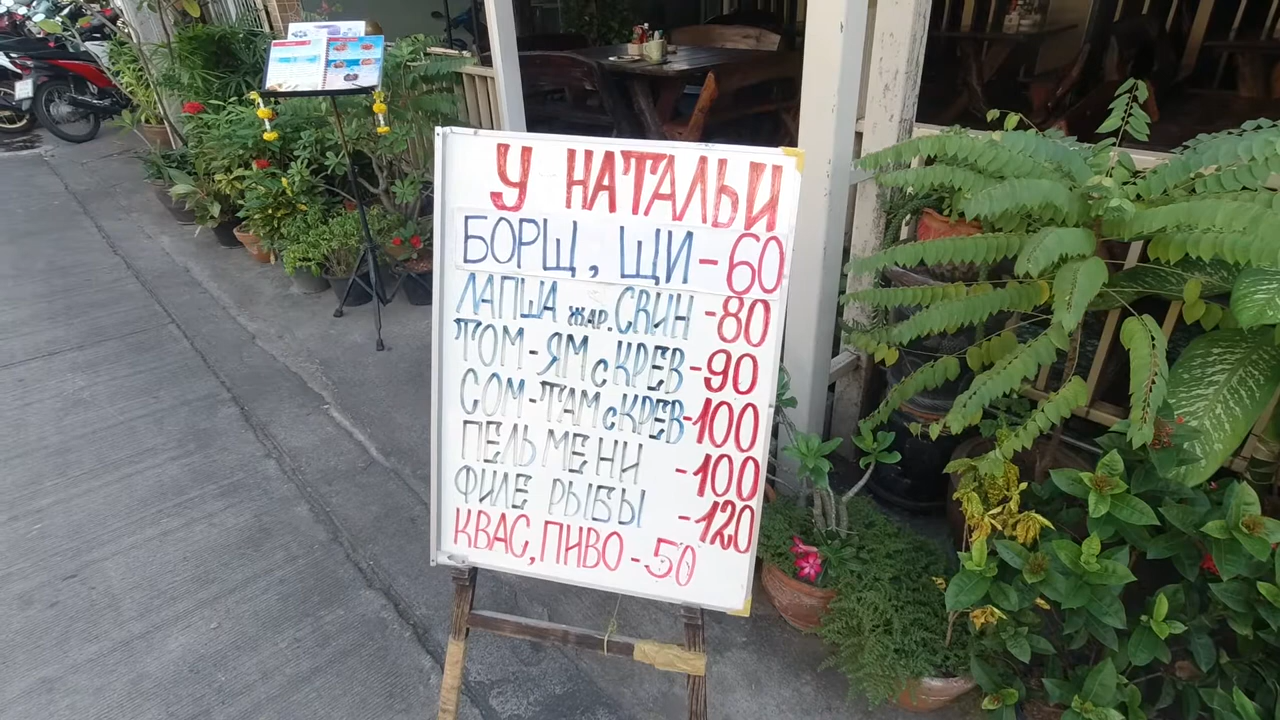 У НАТАЛЬИ
БОРЩ, ЩИ - 60
ЛАПША жар. СВИН - 80
ТОМ-ЯМ с КРЕВ - 90
СОМ-ТАМ с КРЕВ - 100
ПЕЛЬМЕНИ - 100
ФИЛЕ РЫБЫ - 120
КВАС, ПИВО - 50